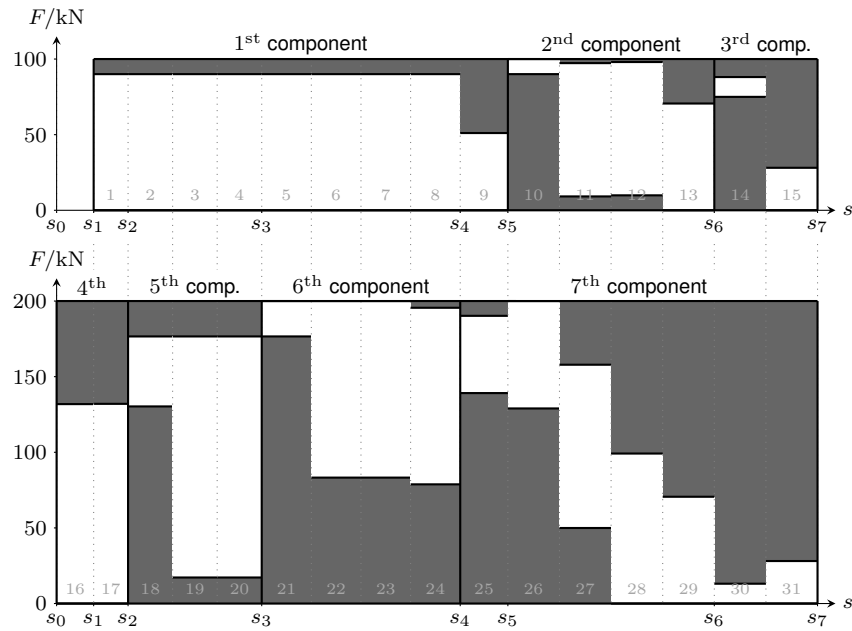 F/kN
1st component 2nd component 3rd comp.
100
50
0
1 2 3 4 5 6 7 8 9 10 11 12 13 14 15
s
s0 s1 s2 s3 s4 s5 s6 s7
F/kN
4th 5th comp. 6th component 7th component
200
150
100
50
0
16 17 18 19 20 21 22 23 24 25 26 27 28 29 30 31
s
s0 s1 s2 s3 s4 s5 s6 s7